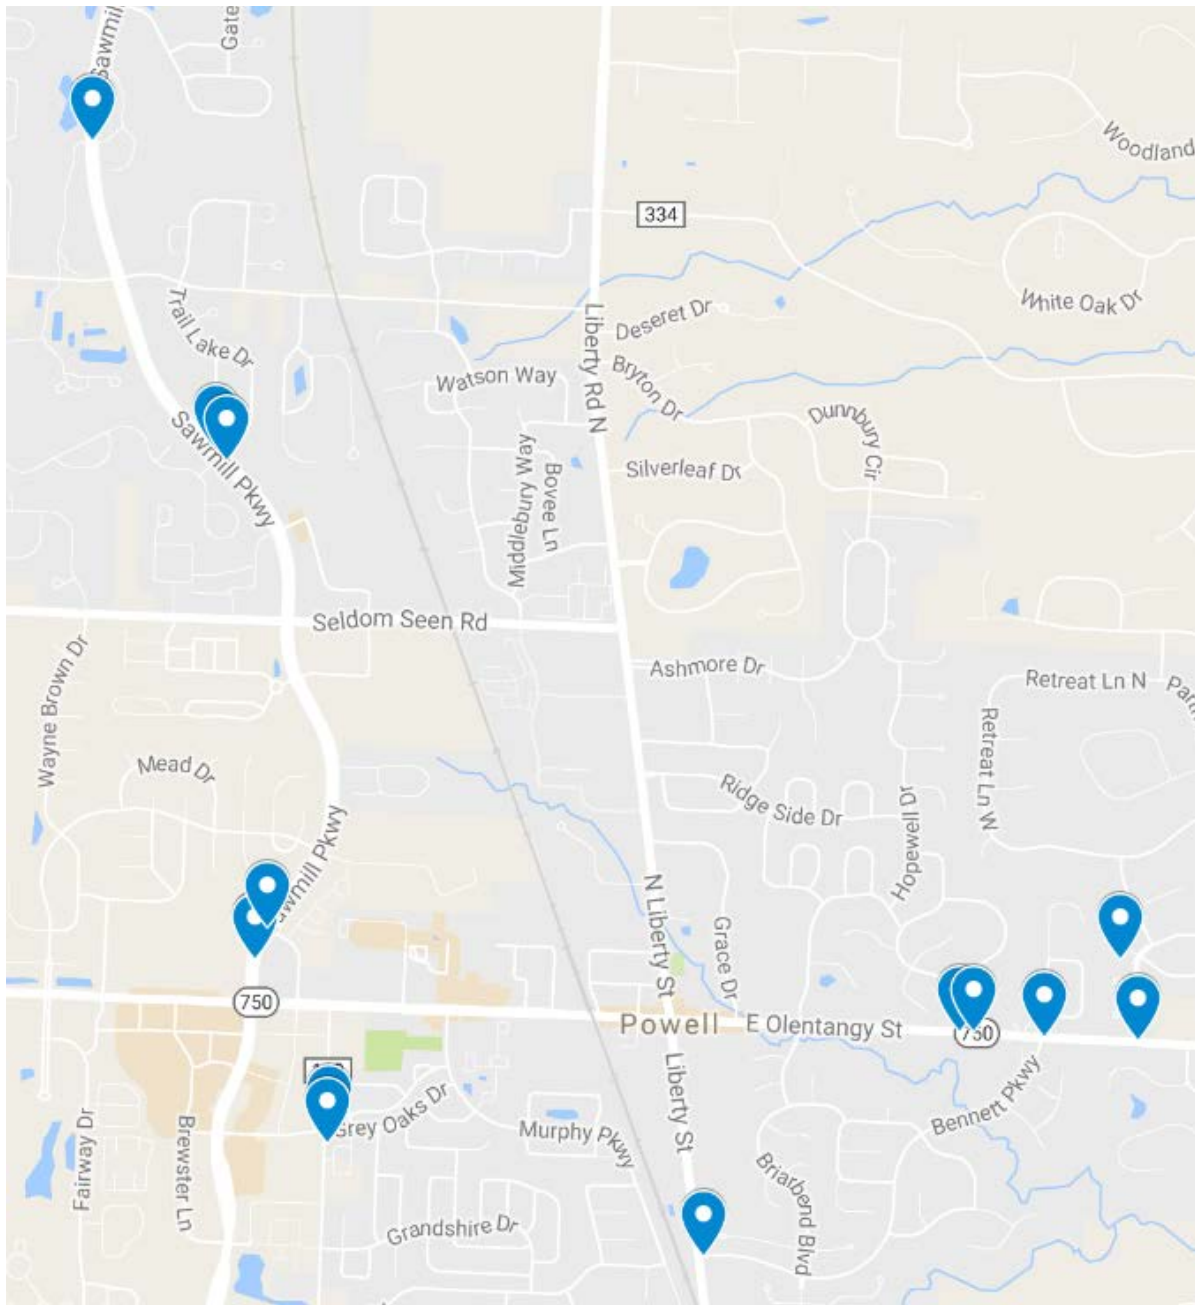 Sawmil
Gate
Woodland
334
White Oak Dr
Trail Lake Dr
Deseret Dr
Liberty Rd N
Watson Way
Bryton Dr
Dunnbury Cir
Sawmill Pkwy
Middlebury Way
Bovee Ln
Silverleaf Dr
Seldom Seen Rd
Wayne Brown Dr
Ashmore Dr
Retreat Ln N
Retreat Ln W
Mead Dr
Ridge Side Dr
Hopewell Dr
wmill Pkwy
N Liberty St
Grace Dr
750
Powell
E Olentangy St
750
Liberty St
Bennett Pkwy
Grey Oaks Dr
Fairway Dr
Brewster Ln
Murphy Pkwy
Briarbend Blvd
Grandshire Dr